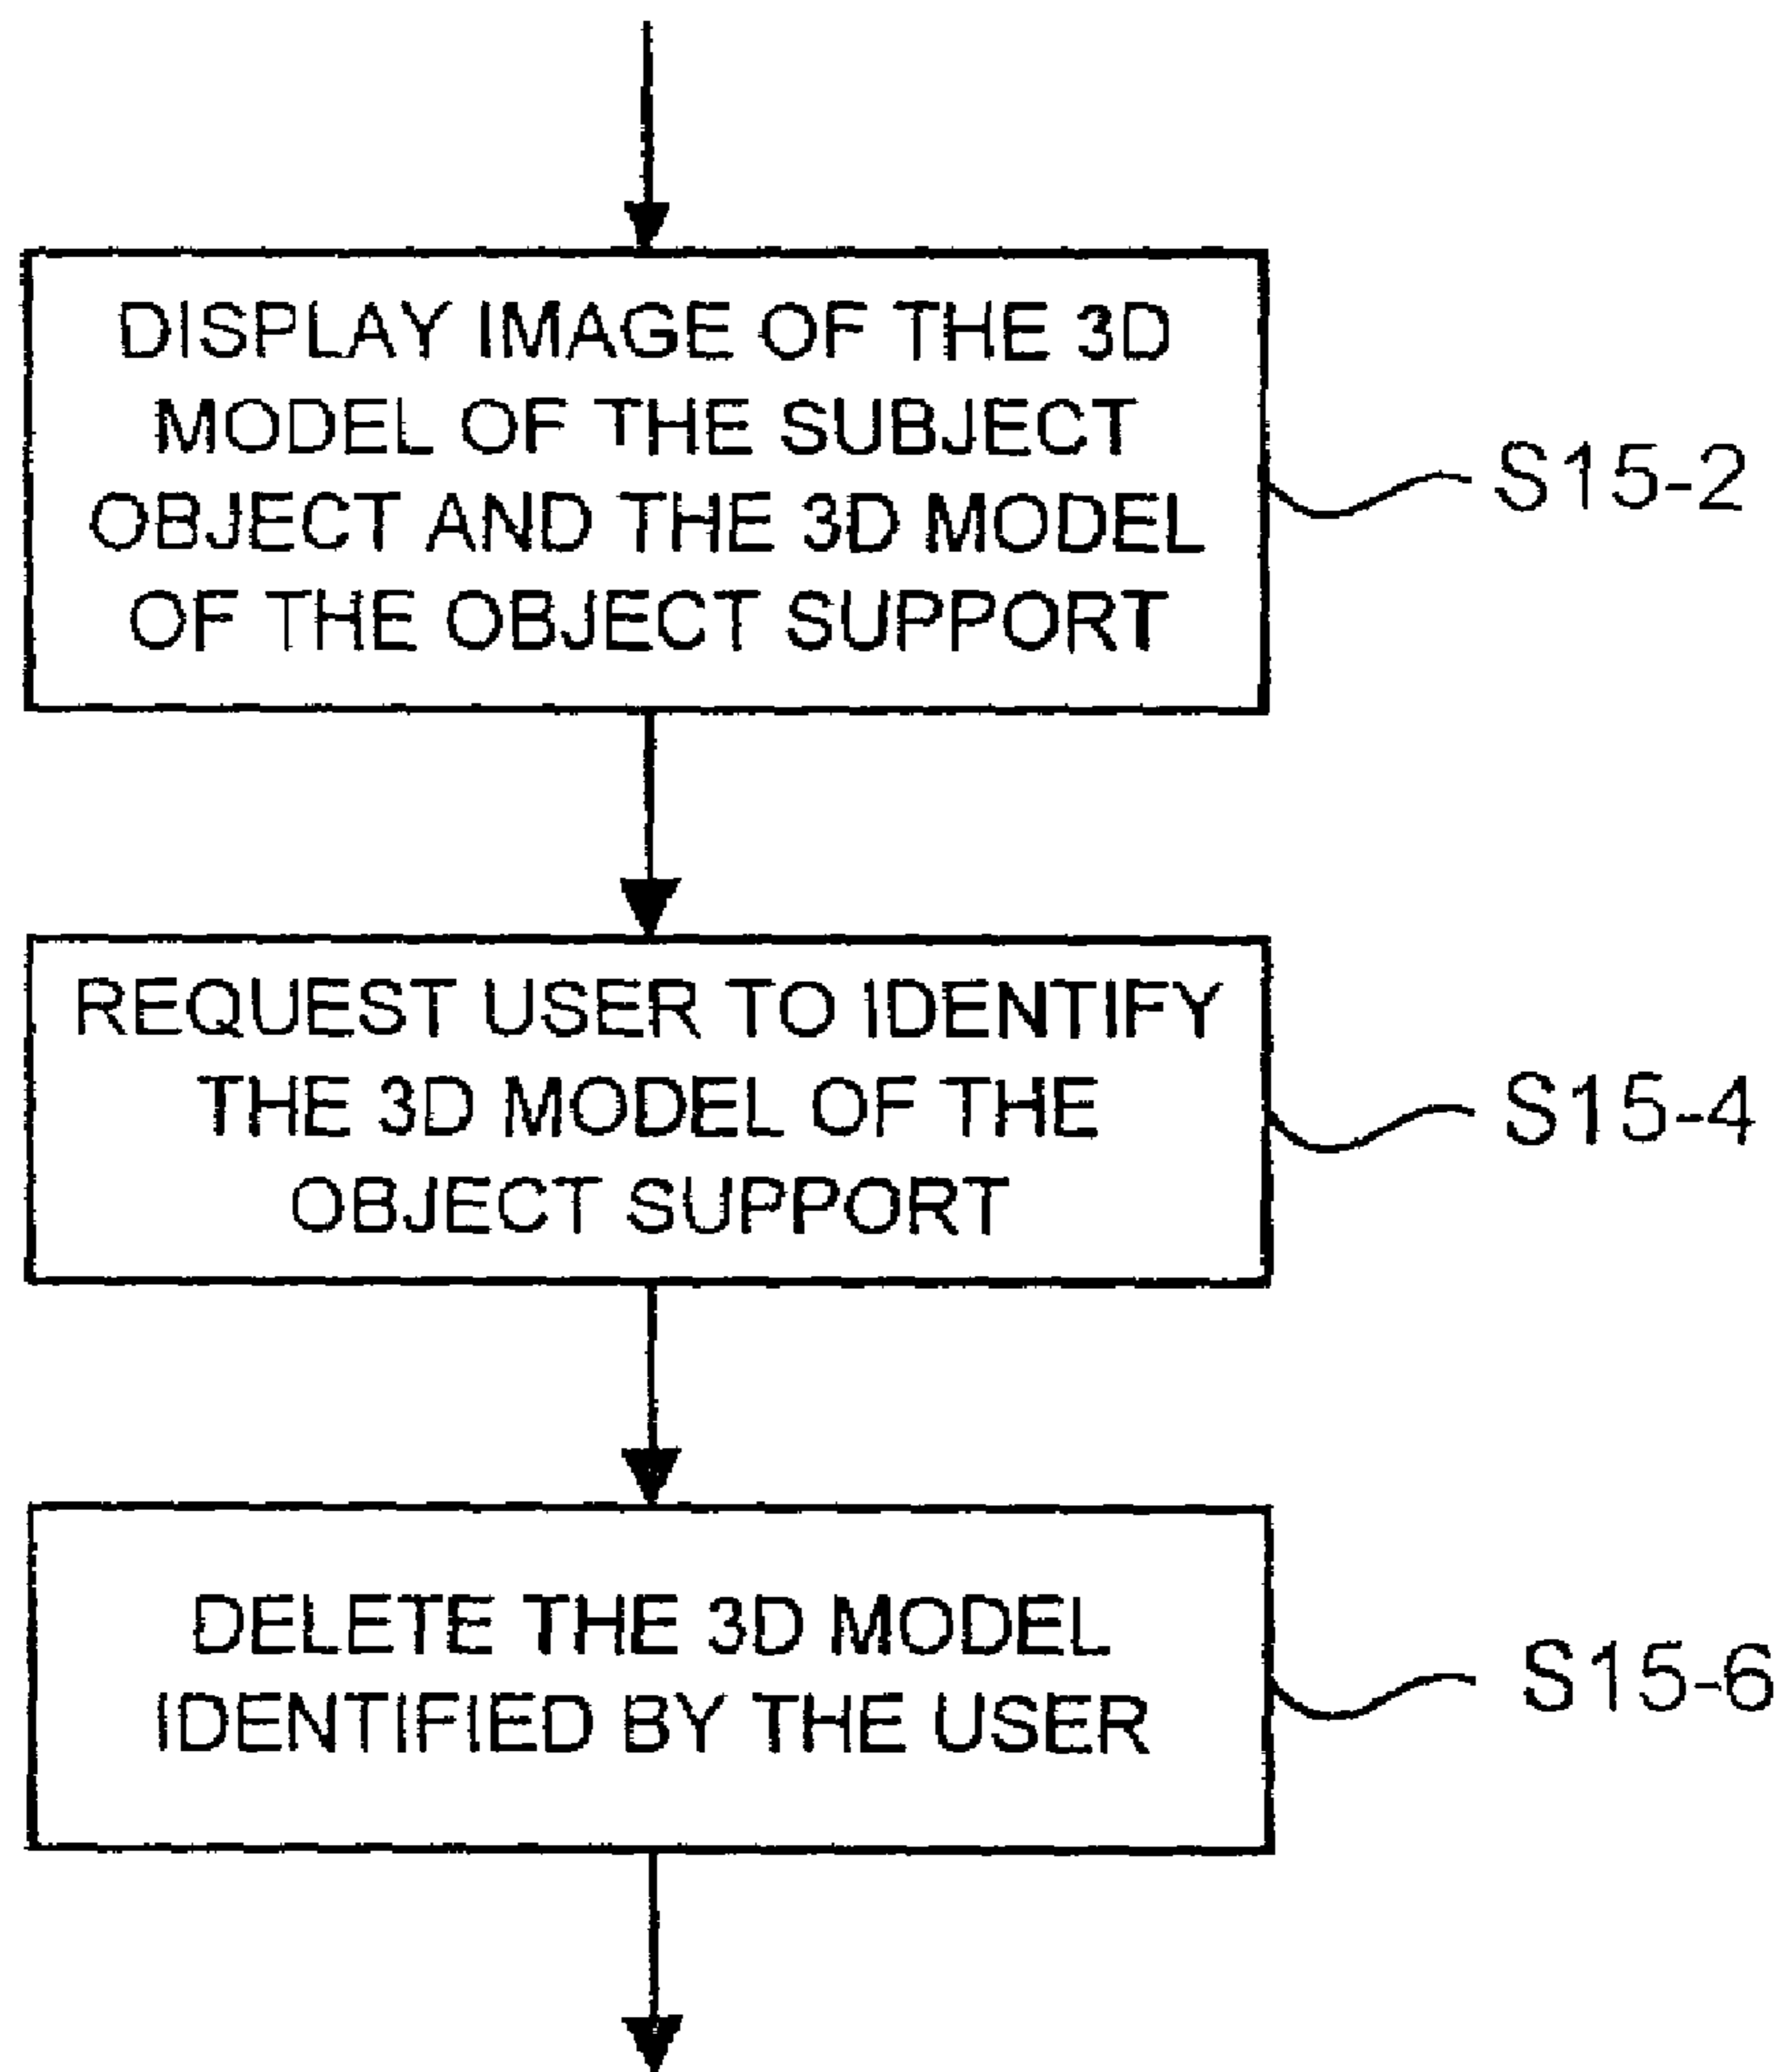 DISPLAY IMAGE OF THE 3D
MODEL OF THE SUBJECT
OBJECT AND THE 3D MODEL
OF THE OBJECT SUPPORT
S15-2
REQUEST USER TO IDENTIFY
THE 3D MODEL OF THE
OBJECT SUPPORT
S15-4
DELETE THE 3D MODEL
IDENTIFIED BY THE USER
S15-6